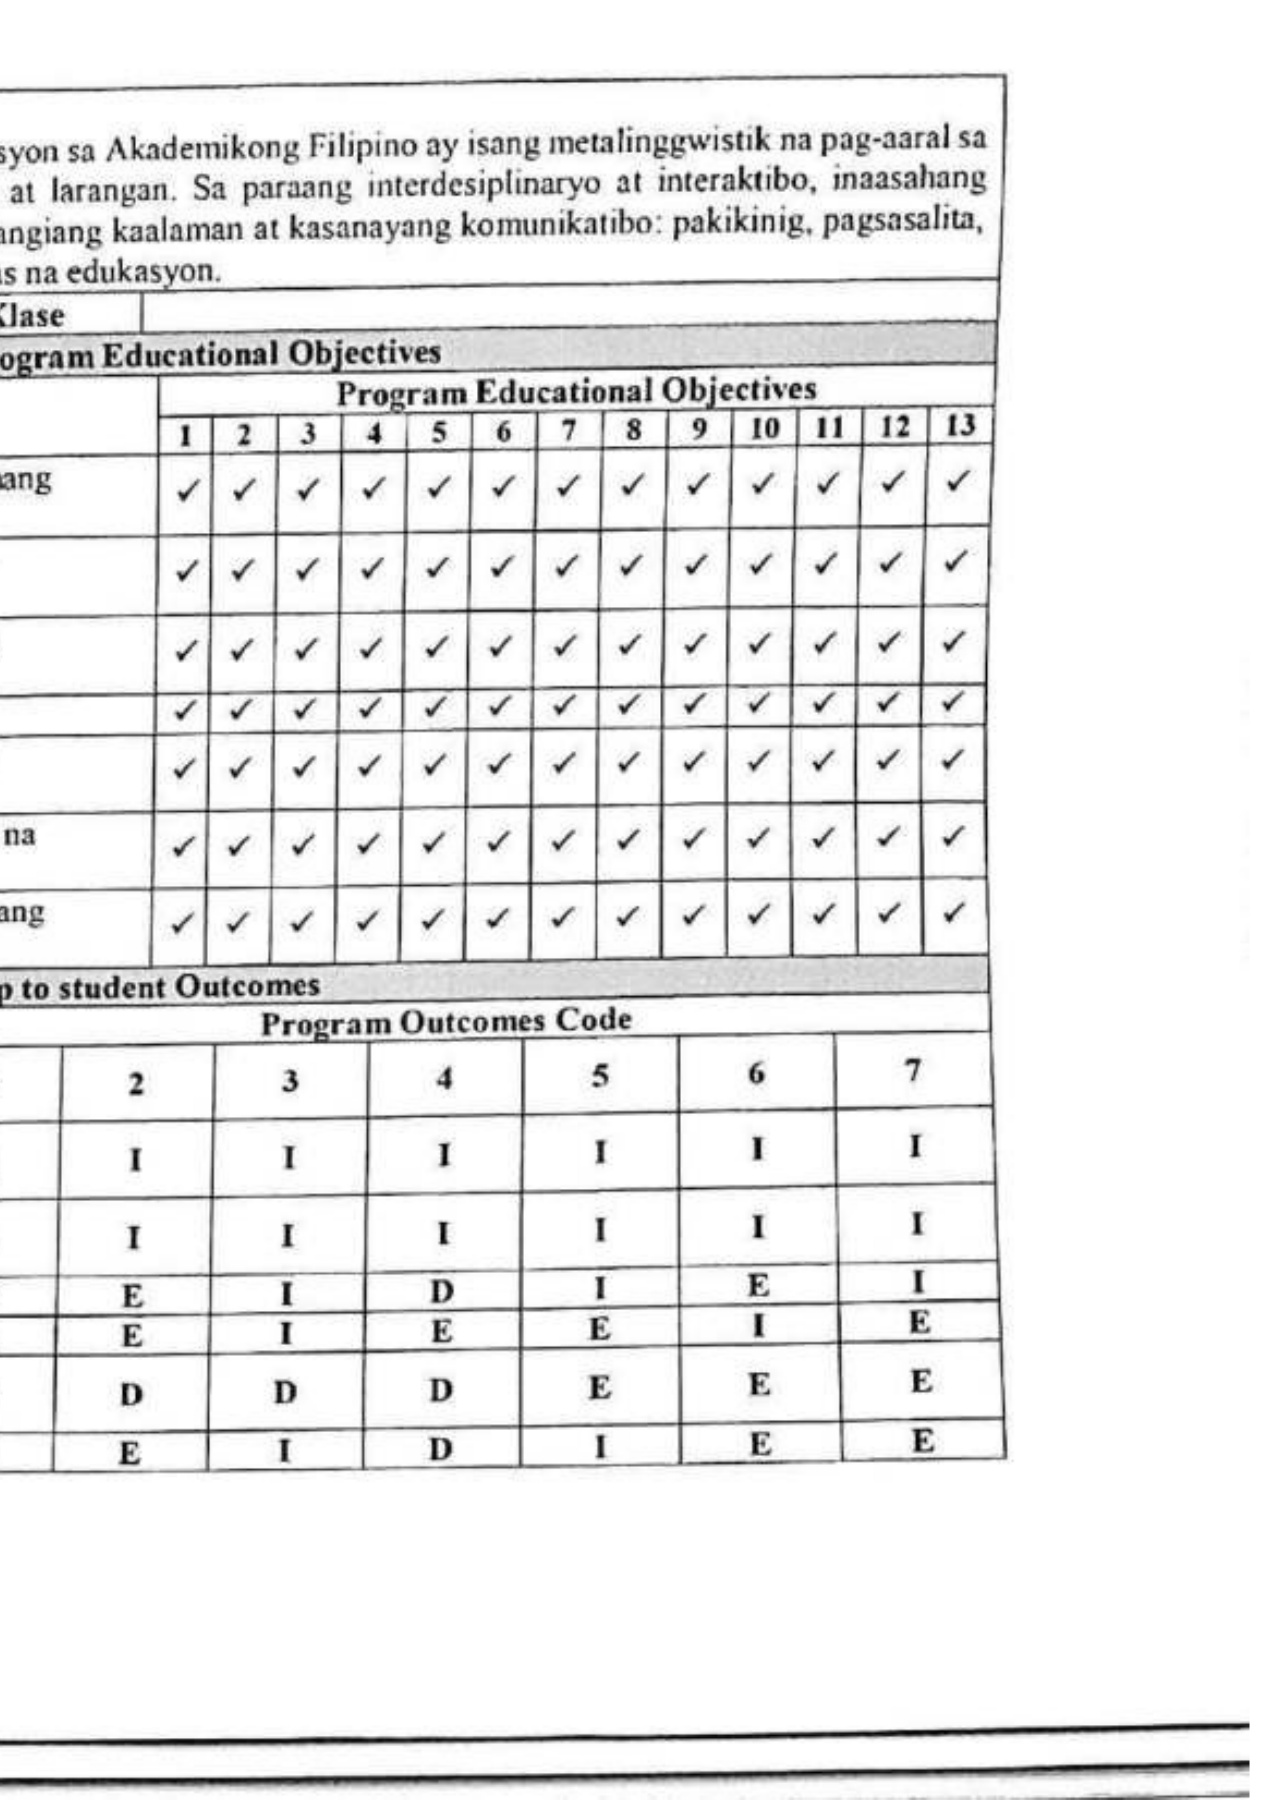 syon sa Akademikong Filipino ay isang metalinggwistik na pag-aaral sa
at larangan. Sa paraang interdesiplinaryo at interaktibo, inaasahang
angiang kaalaman at kasanayang komunikatibo: pakikinig, pagsasalita,
as na edukasyon.
Klase
ogram Educational Objectives
Program Educational Objectives
1 2 3 4 5 6 7 8 9 10 11 12 13
ang ✓ ✓ ✓ ✓ ✓ ✓ ✓ ✓ ✓ ✓ ✓ ✓ ✓
✓ ✓ ✓ ✓ ✓ ✓ ✓ ✓ ✓ ✓ ✓ ✓ ✓
✓ ✓ ✓ ✓ ✓ ✓ ✓ ✓ ✓ ✓ ✓ ✓ ✓
✓ ✓ ✓ ✓ ✓ ✓ ✓ ✓ ✓ ✓ ✓ ✓ ✓
✓ ✓ ✓ ✓ ✓ ✓ ✓ ✓ ✓ ✓ ✓ ✓ ✓
na ✓ ✓ ✓ ✓ ✓ ✓ ✓ ✓ ✓ ✓ ✓ ✓ ✓
ang ✓ ✓ ✓ ✓ ✓ ✓ ✓ ✓ ✓ ✓ ✓ ✓ ✓
p to student Outcomes
Program Outcomes Code
2 3 4 5 6 7
I I I I I I
I I I I I I
E I D I E I
E I E E I E
D D D E E E
E I D I E E